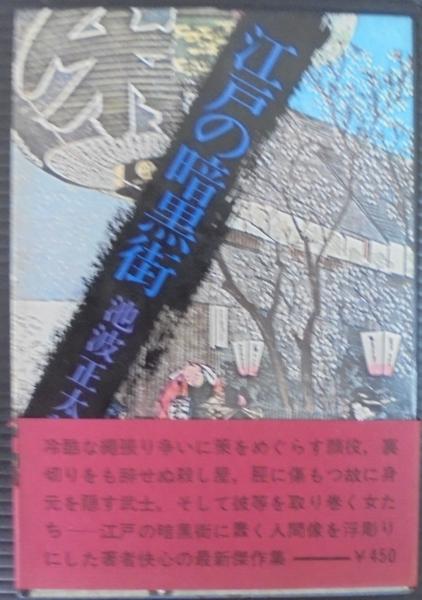 江戸の暗黒街
池波正太
冷酷な縄張り争いに策をめぐらす顔役，裏
切りをも辞せぬ殺し屋，脛に傷もつ故に身
元を隠す武士。そして彼等を取り巻く女た
ち――江戸の暗黒街に蠢く人間像を浮彫り
にした著者快心の最新傑作集――￥450